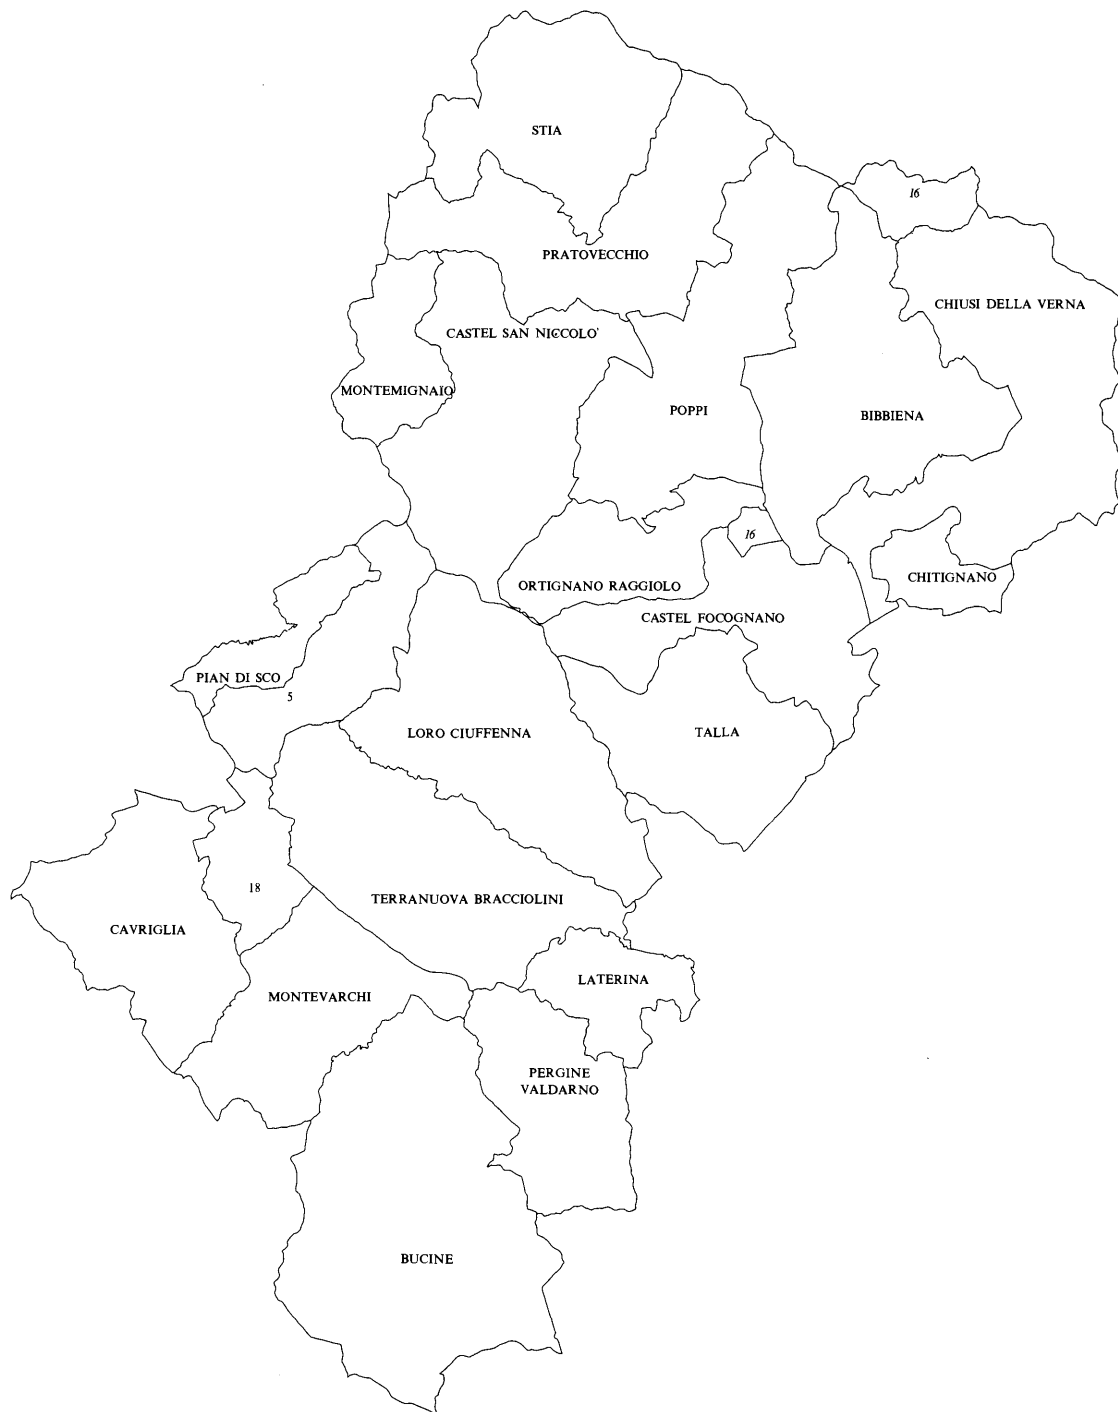 STIA
16
PRATOVECCHIO
CHIUSI DELLA VERNA
CASTEL SAN NICCOLO'
MONTEMIGNAIO
POPPI
BIBBIENA
16
ORTIGNANO RAGGIOLO
CHITIGNANO
CASTEL FOCOGNANO
PIAN DI SCO
5
LORO CIUFFENNA
TALLA
18
TERRANUOVA BRACCIOLINI
CAVRIGLIA
LATERINA
MONTEVARCHI
PERGINE
VALDARNO
BUCINE